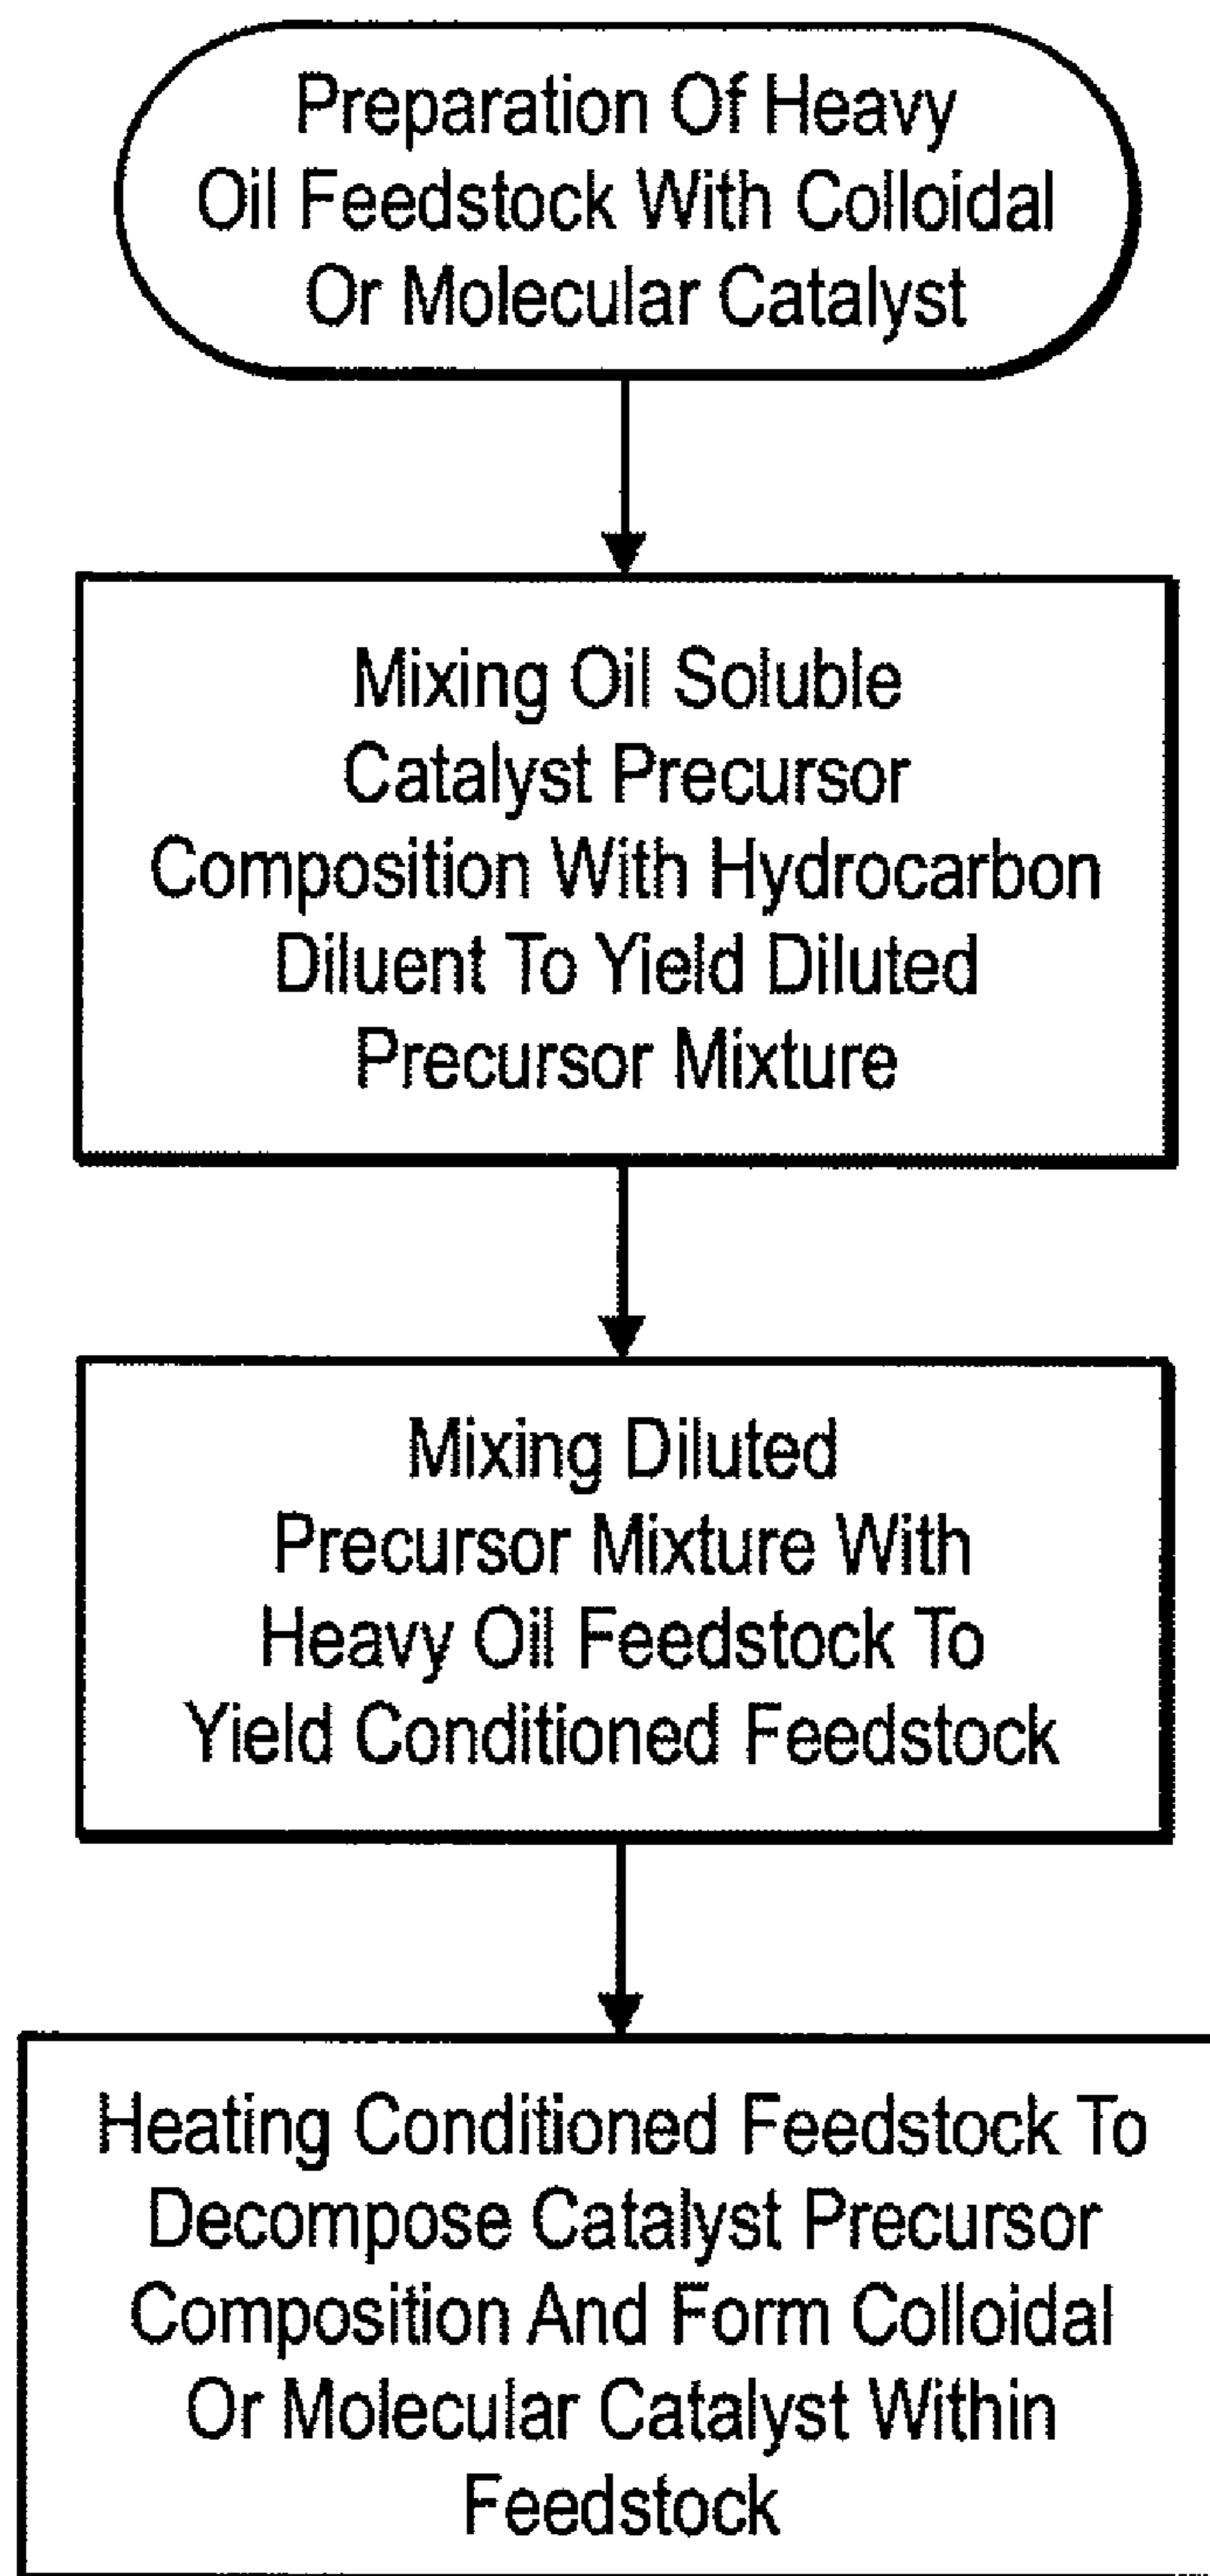 Preparation Of Heavy
Oil Feedstock With Colloidal
Or Molecular Catalyst
Mixing Oil Soluble
Catalyst Precursor
Composition With Hydrocarbon
Diluent To Yield Diluted
Precursor Mixture
Mixing Diluted
Precursor Mixture With
Heavy Oil Feedstock To
Yield Conditioned Feedstock
Heating Conditioned Feedstock To
Decompose Catalyst Precursor
Composition And Form Colloidal
Or Molecular Catalyst Within
Feedstock